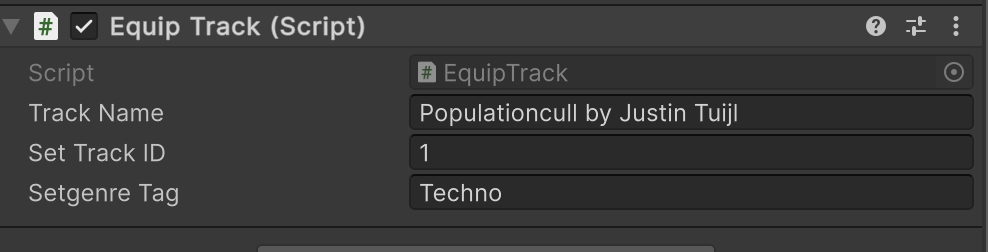 # Equip Track (Script)
Script # EquipTrack
Track Name Populationcull by Justin Tuijl
Set Track ID 1
Setgenre Tag Techno